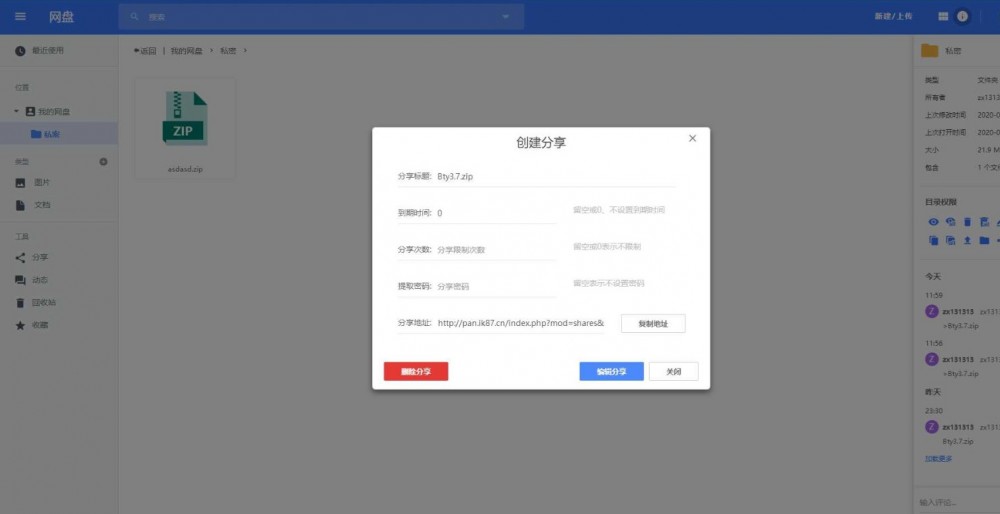 网盘
搜索
新建/上传
最近使用
返回 | 我的网盘 > 私密 >
私密
位置
我的网盘
私密
类型
图片
文档
工具
分享
动态
回收站
收藏
ZIP
asdasd.zip
创建分享
分享标题: Bty3.7.zip
到期时间: 0
留空或0，不设置到期时间
分享次数: 分享限制次数
留空或0表示不限制
提取密码: 分享密码
留空表示不设置密码
分享地址: http://pan.ik87.cn/index.php?mod=shares&
复制地址
删除分享
编辑分享
关闭
类型 文件夹
所有者 zx1313
上次修改时间 2020-0
上次打开时间 2020-0
大小 21.9 M
包含 1 个文
目录权限
今天
11:59
Z zx131313 zx13
>Bty3.7.zip
11:58
Z zx131313 zx13
>Bty3.7.zip
昨天
23:30
Z zx131313 zx13
Bty3.7.zip
加载更多
输入评论...